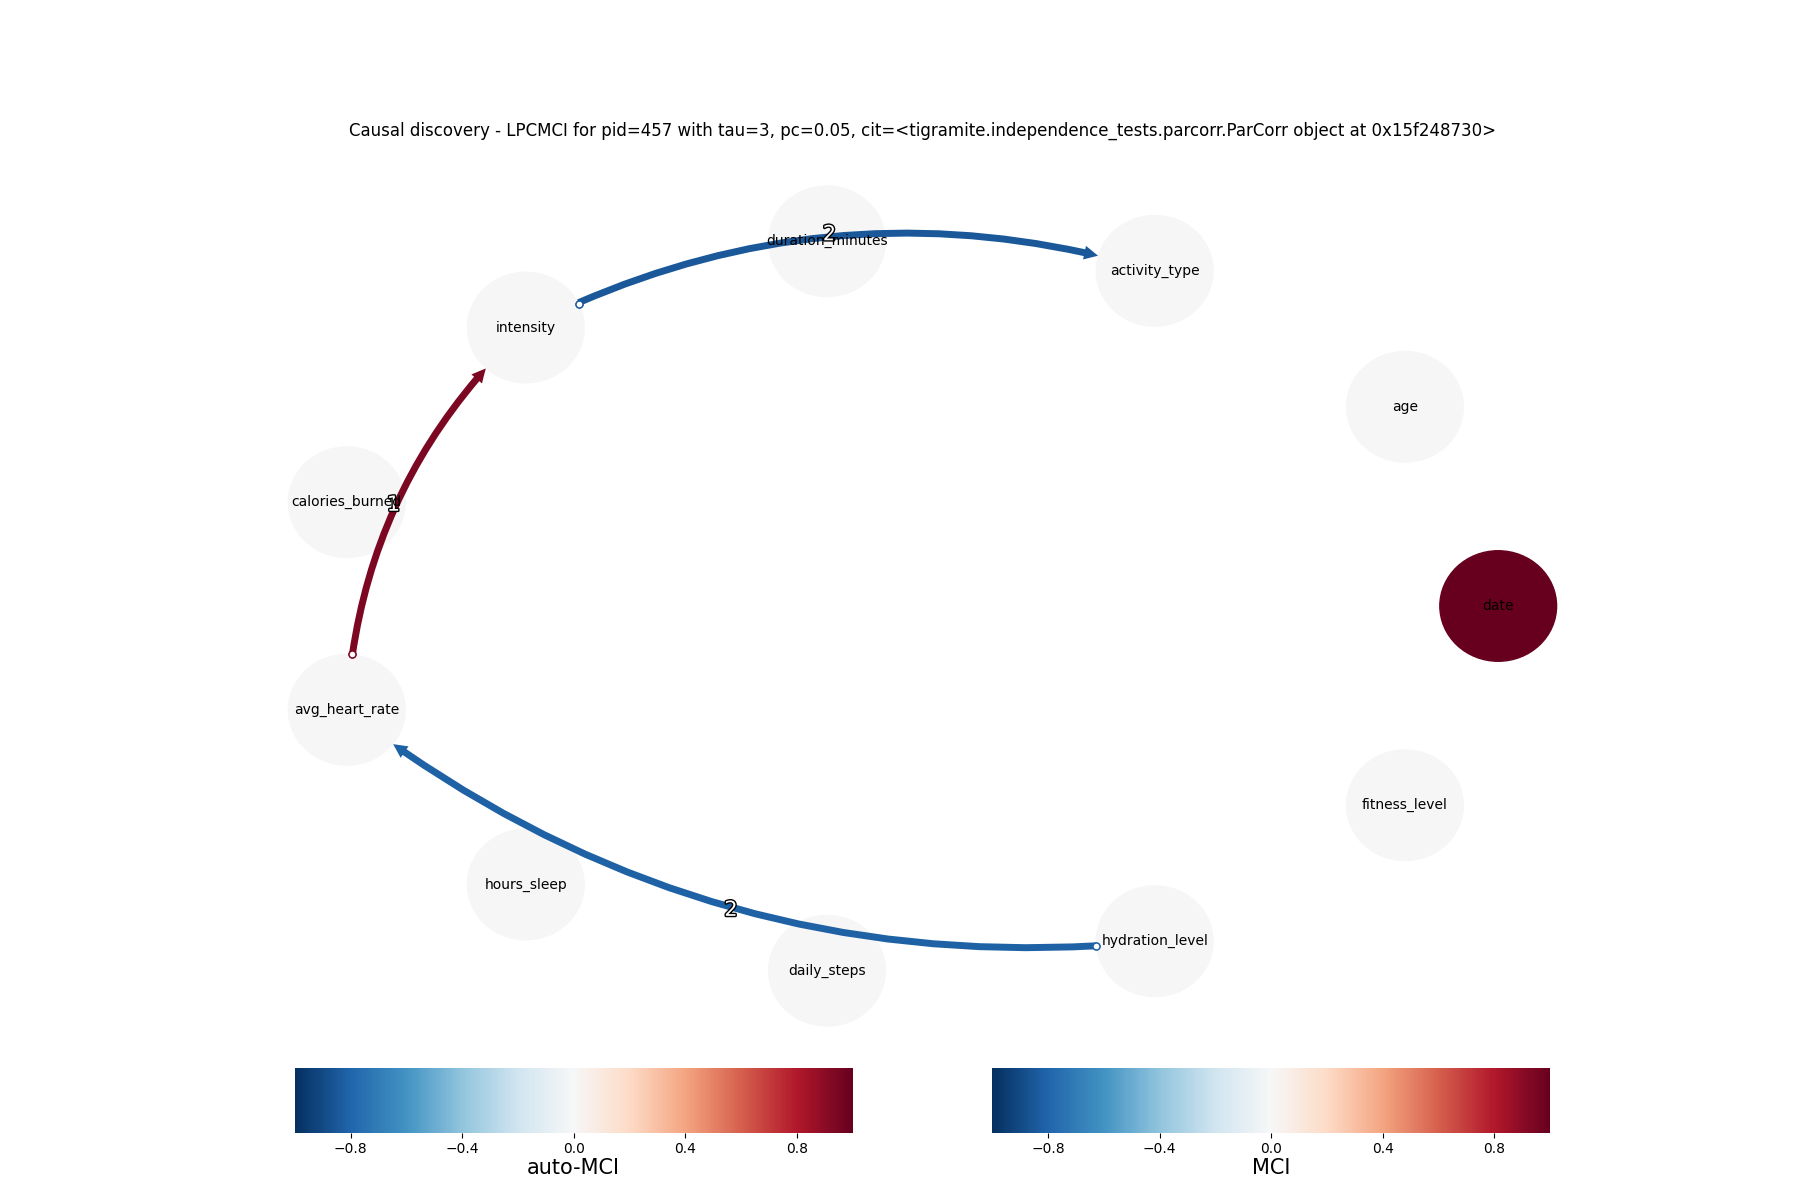 Causal discovery - LPCMCI for pid=457 with tau=3, pc=0.05, cit=<tigramite.independence_tests.parcorr.ParCorr object at 0x15f248730>
2
duration_minutes
activity_type
intensity
age
calories_burned
1
date
avg_heart_rate
fitness_level
hours_sleep
2
hydration_level
daily_steps
−0.8 −0.4 0.0 0.4 0.8
auto-MCI
−0.8 −0.4 0.0 0.4 0.8
MCI